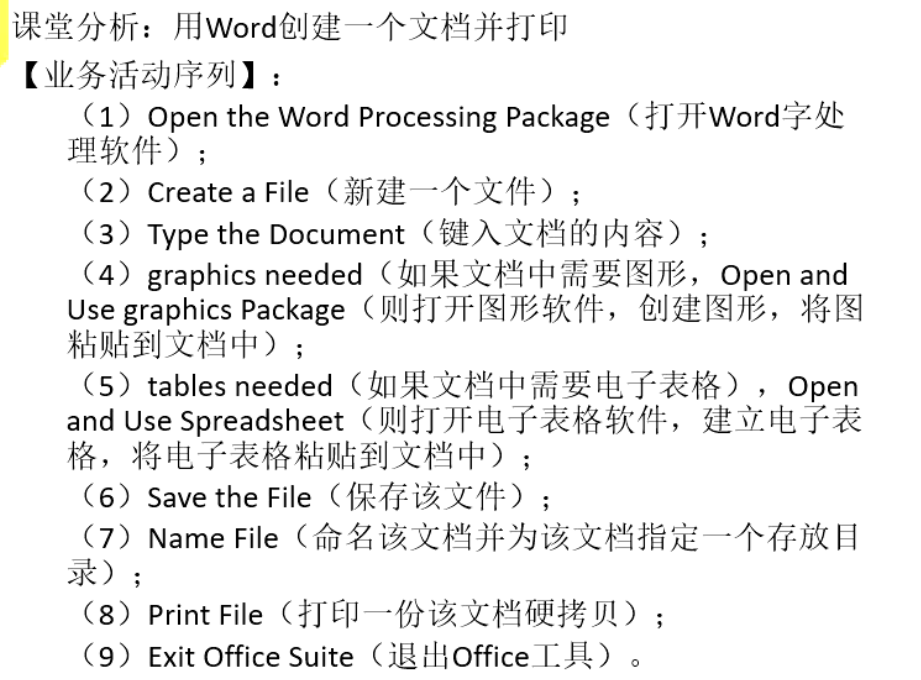 课堂分析：用Word创建一个文档并打印
【业务活动序列】：
（1）Open the Word Processing Package（打开Word字处
理软件）；
（2）Create a File（新建一个文件）；
（3）Type the Document（键入文档的内容）；
（4）graphics needed（如果文档中需要图形，Open and
Use graphics Package（则打开图形软件，创建图形，将图
粘贴到文档中）；
（5）tables needed（如果文档中需要电子表格），Open
and Use Spreadsheet（则打开电子表格软件，建立电子表
格，将电子表格粘贴到文档中）；
（6）Save the File（保存该文件）；
（7）Name File（命名该文档并为该文档指定一个存放目
录）；
（8）Print File（打印一份该文档硬拷贝）；
（9）Exit Office Suite（退出Office工具）。